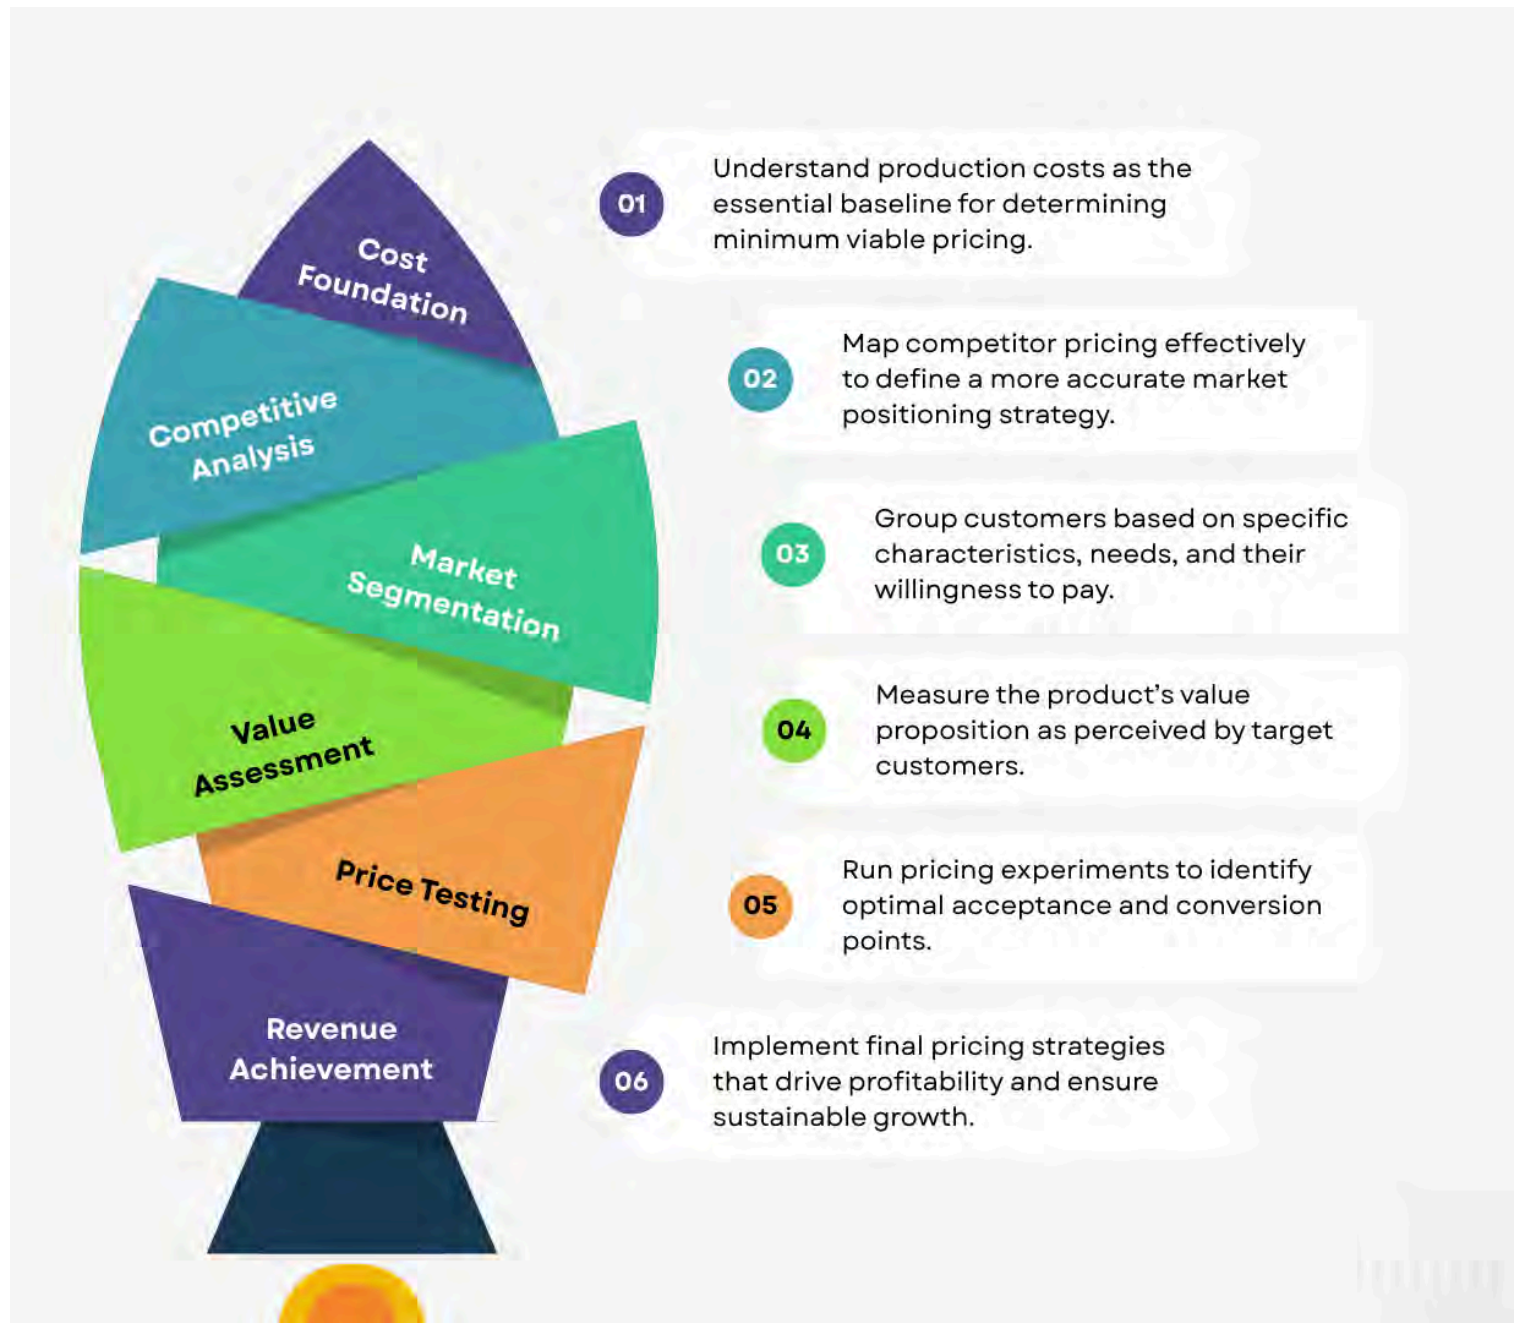 Cost
Foundation
01
Understand production costs as the
essential baseline for determining
minimum viable pricing.
Competitive
Analysis
02
Map competitor pricing effectively
to define a more accurate market
positioning strategy.
Market
Segmentation
03
Group customers based on specific
characteristics, needs, and their
willingness to pay.
Value
Assessment
04
Measure the product’s value
proposition as perceived by target
customers.
Price Testing
05
Run pricing experiments to identify
optimal acceptance and conversion
points.
Revenue
Achievement
06
Implement final pricing strategies
that drive profitability and ensure
sustainable growth.